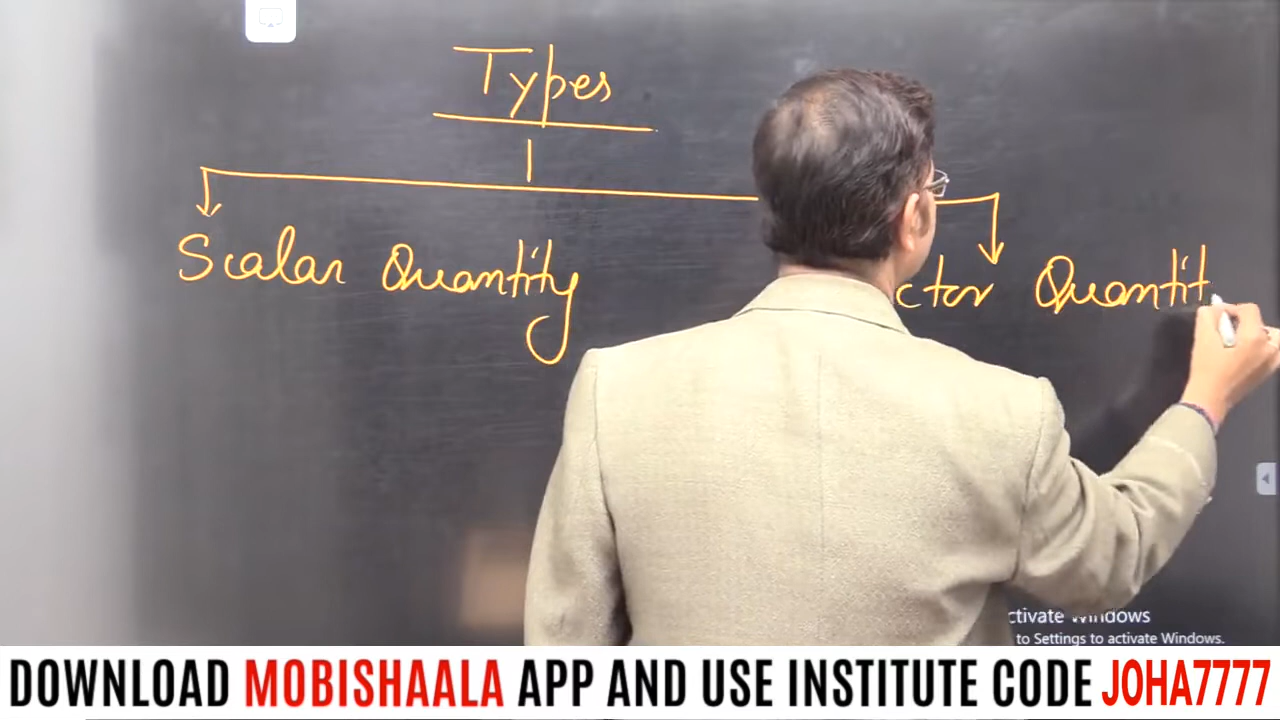 Types
Scalar Quantity ctor Quantit
ctivate Windows
to Settings to activate Windows.
DOWNLOAD MOBISHAALA APP AND USE INSTITUTE CODE JOHA7777